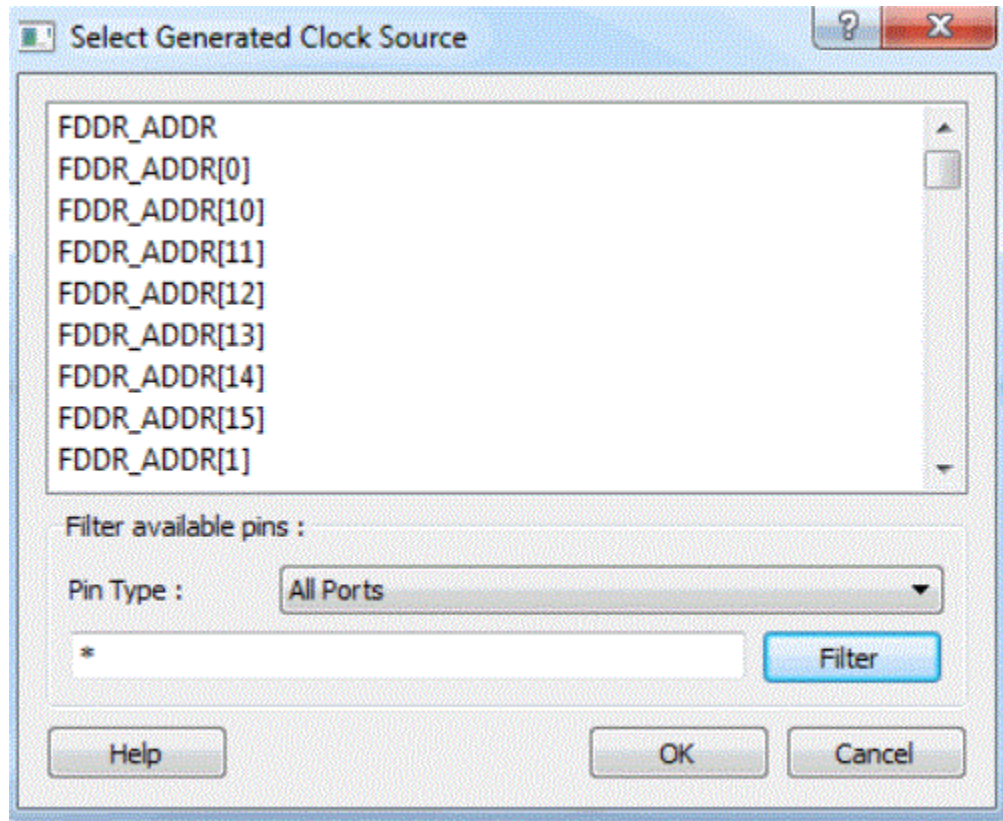 Select Generated Clock Source
FDDR_ADDR
FDDR_ADDR[0]
FDDR_ADDR[10]
FDDR_ADDR[11]
FDDR_ADDR[12]
FDDR_ADDR[13]
FDDR_ADDR[14]
FDDR_ADDR[15]
FDDR_ADDR[1]
Filter available pins :
Pin Type : All Ports
* Filter
Help OK Cancel